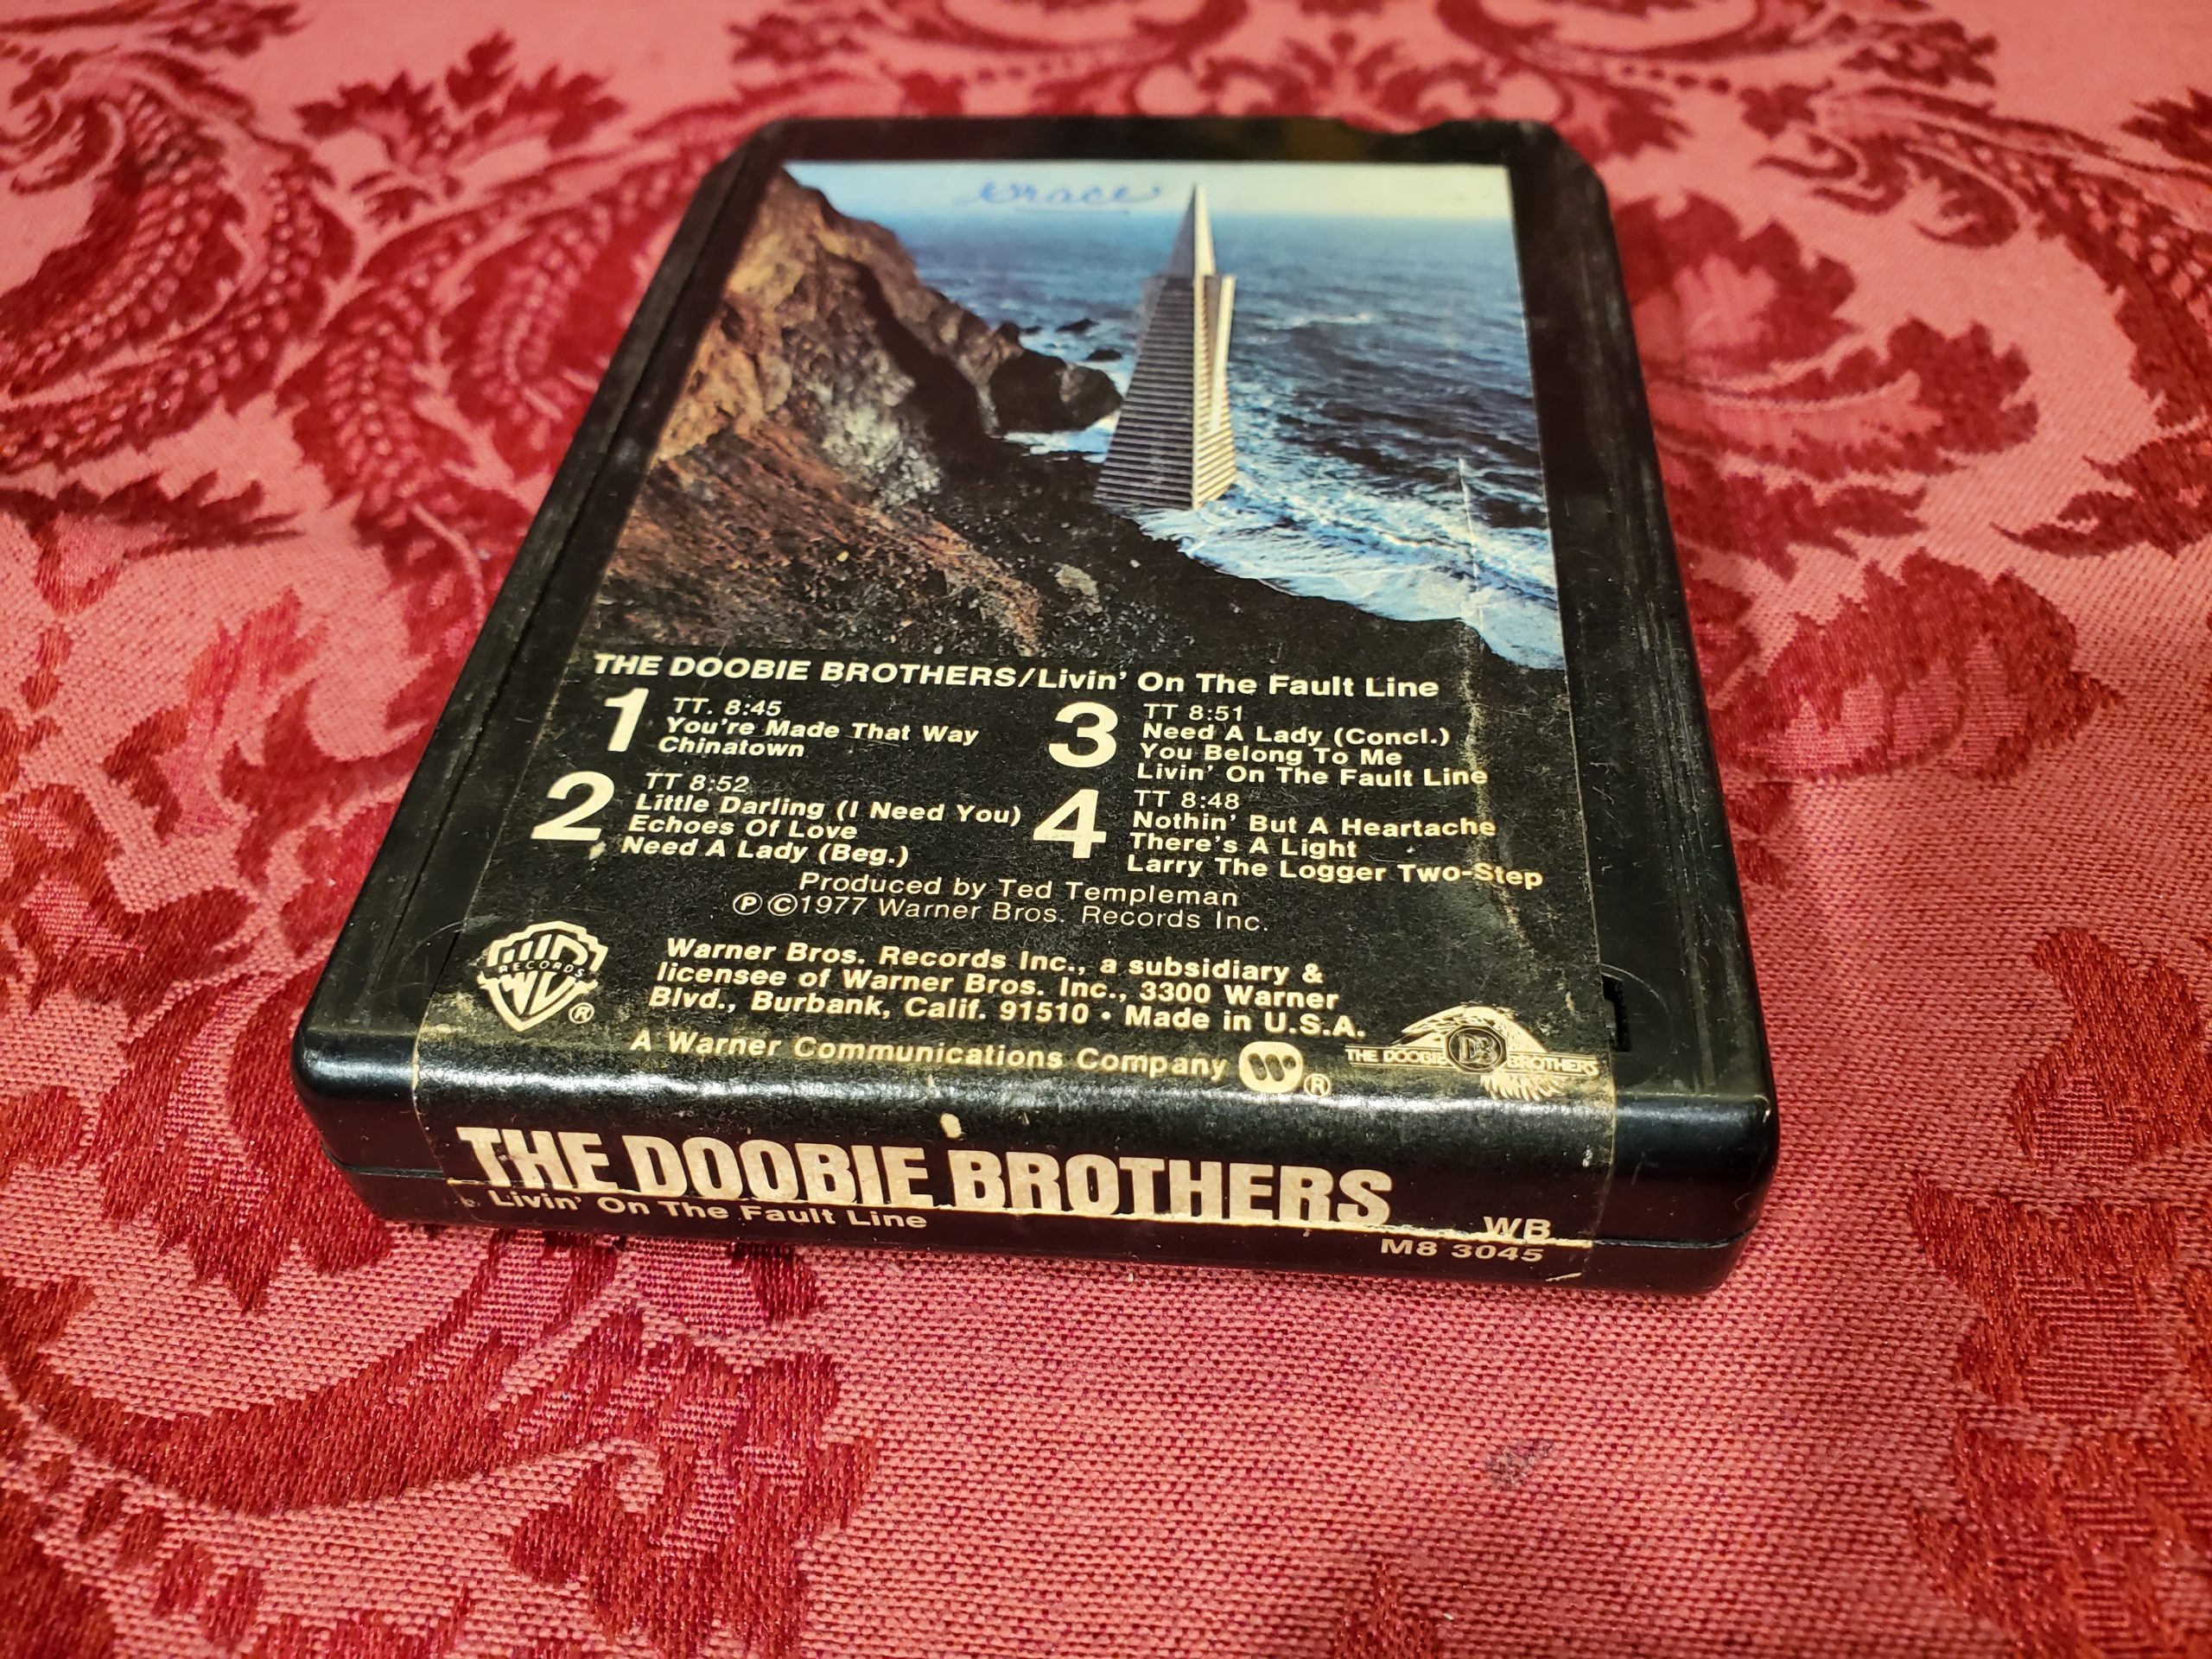 Grace
THE DOOBIE BROTHERS/Livin' On The Fault Line
1 TT. 8:45
You're Made That Way
Chinatown
2 TT 8:52
Little Darling (I Need You)
Echoes Of Love
Need A Lady (Beg.)
3 TT 8:51
Need A Lady (Concl.)
You Belong To Me
Livin' On The Fault Line
4 TT 8:48
Nothin' But A Heartache
There's A Light
Larry The Logger Two-Step
Produced by Ted Templeman
℗ ©1977 Warner Bros. Records Inc.
WB RECORDS ®
Warner Bros. Records Inc., a subsidiary &
licensee of Warner Bros. Inc., 3300 Warner
Blvd., Burbank, Calif. 91510 • Made in U.S.A.
A Warner Communications Company W ®
THE DOOBIE DB BROTHERS
THE DOOBIE BROTHERS
Livin' On The Fault Line
WB
M8 3045